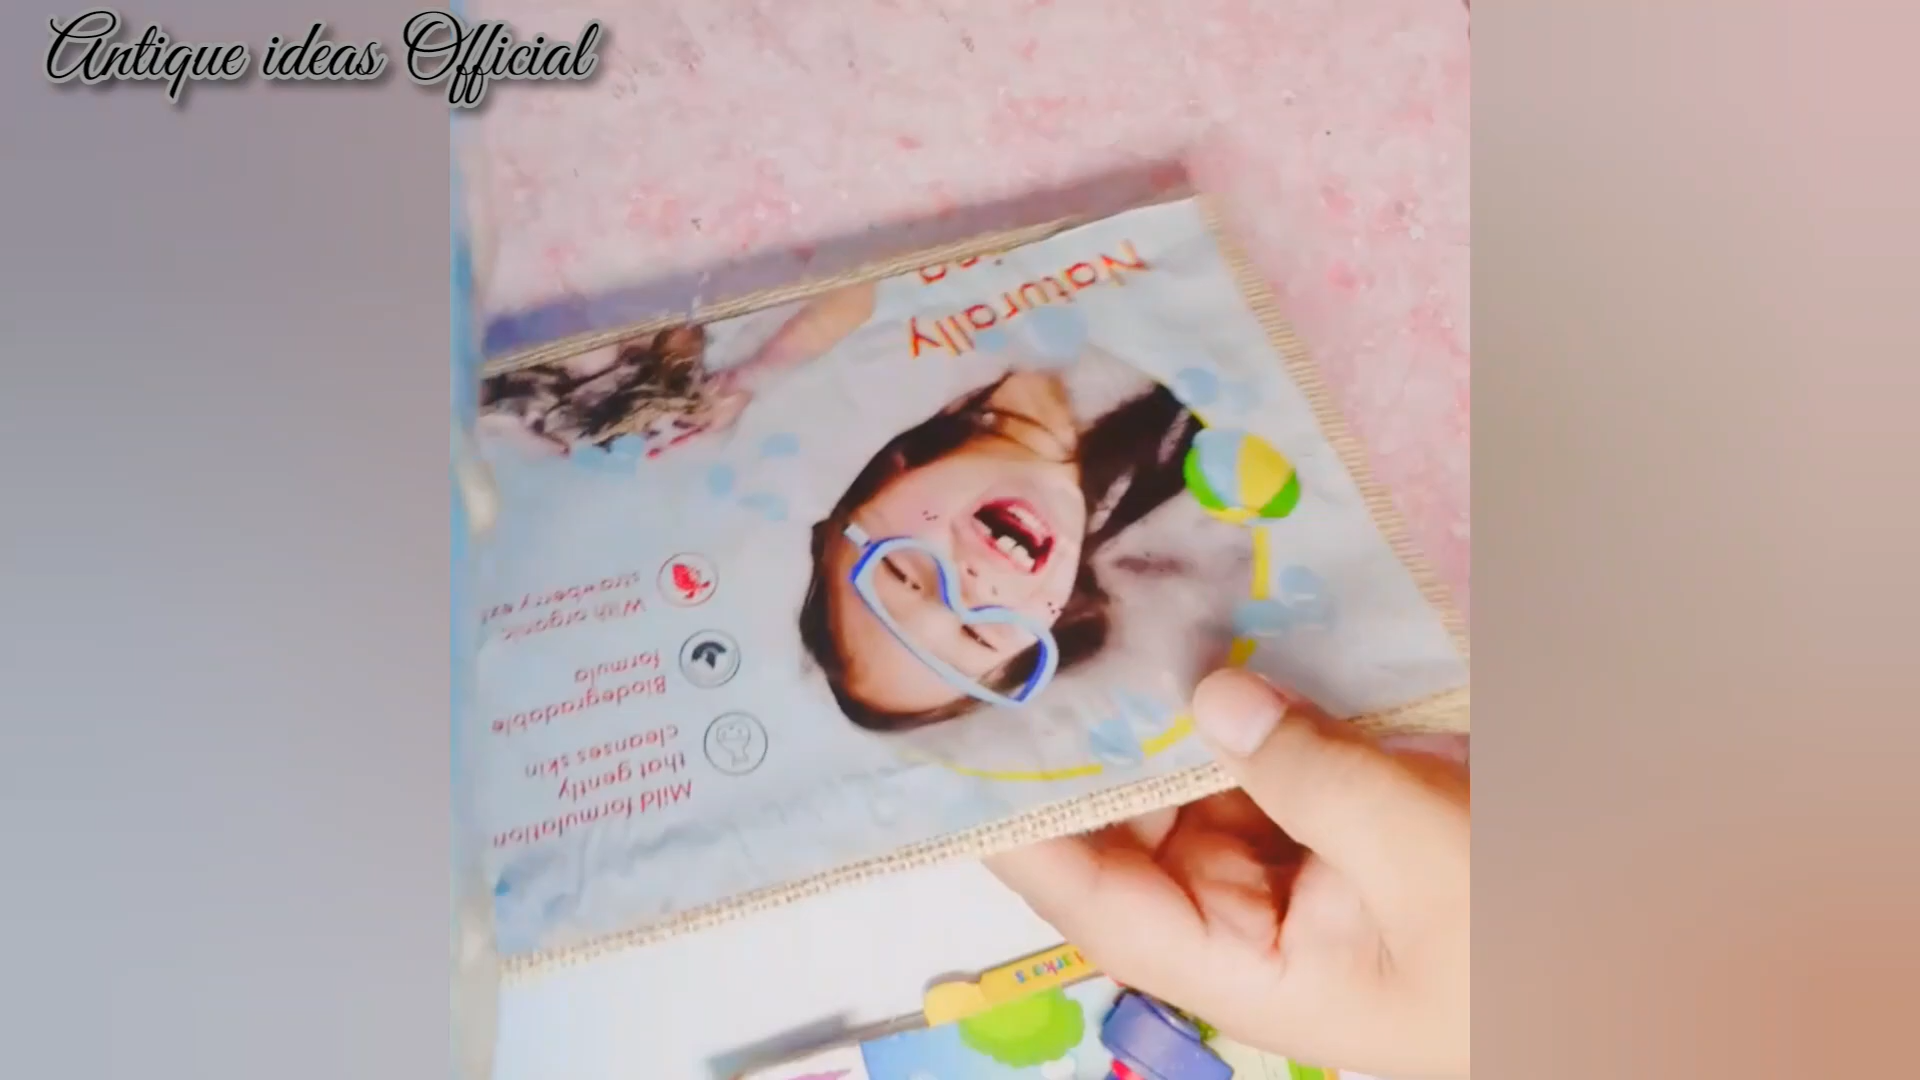 Antique ideas Official
Naturally
Mild formulation
that gently
cleanses skin
Biodegradable
formula
With organic
strawberry ext